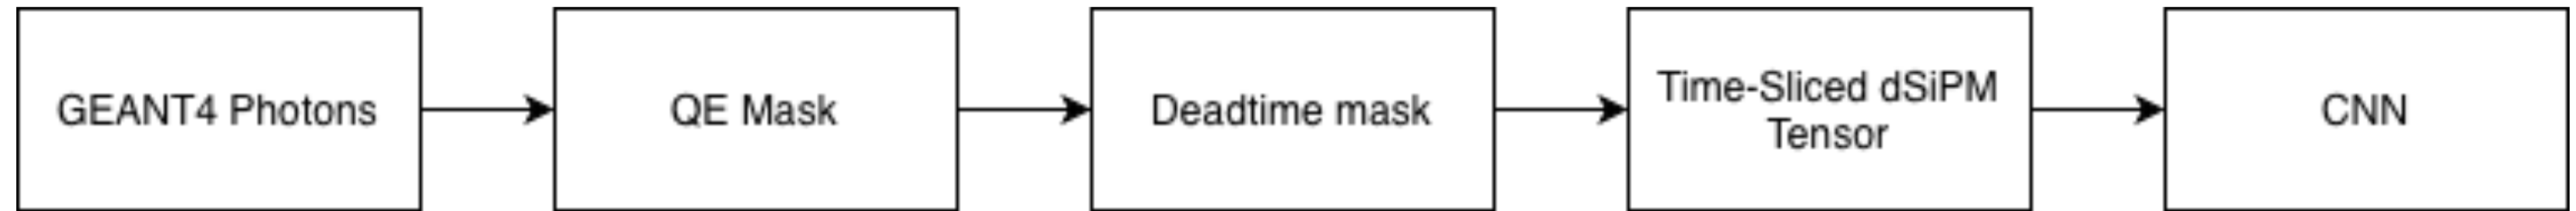 GEANT4 Photons
QE Mask
Deadtime mask
Time-Sliced dSiPM
Tensor
CNN